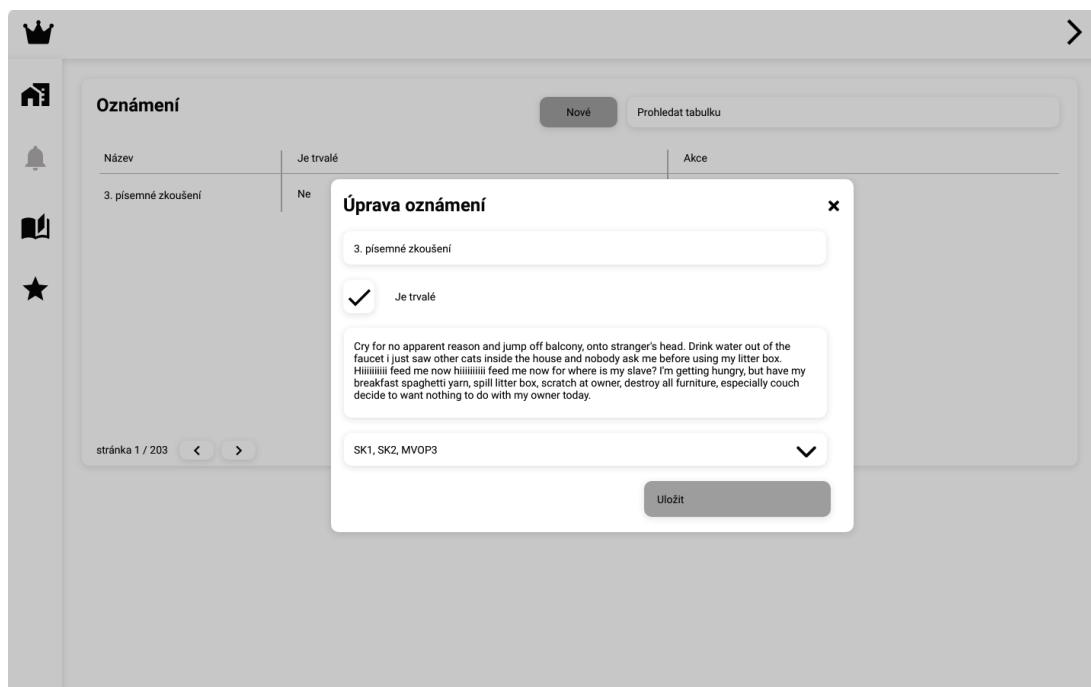 Oznámení
Nové
Prohledat tabulku
Název
Je trvalé
Akce
3. písemné zkoušení
Ne
Úprava oznámení
3. písemné zkoušení
Je trvalé
Cry for no apparent reason and jump off balcony, onto stranger's head. Drink water out of the
faucet i just saw other cats inside the house and nobody ask me before using my litter box.
Hiiiiiiiiii feed me now hiiiiiiiiii feed me now for where is my slave? I'm getting hungry, but have my
breakfast spaghetti yarn, spill litter box, scratch at owner, destroy all furniture, especially couch
decide to want nothing to do with my owner today.
SK1, SK2, MVOP3
Uložit
stránka 1 / 203